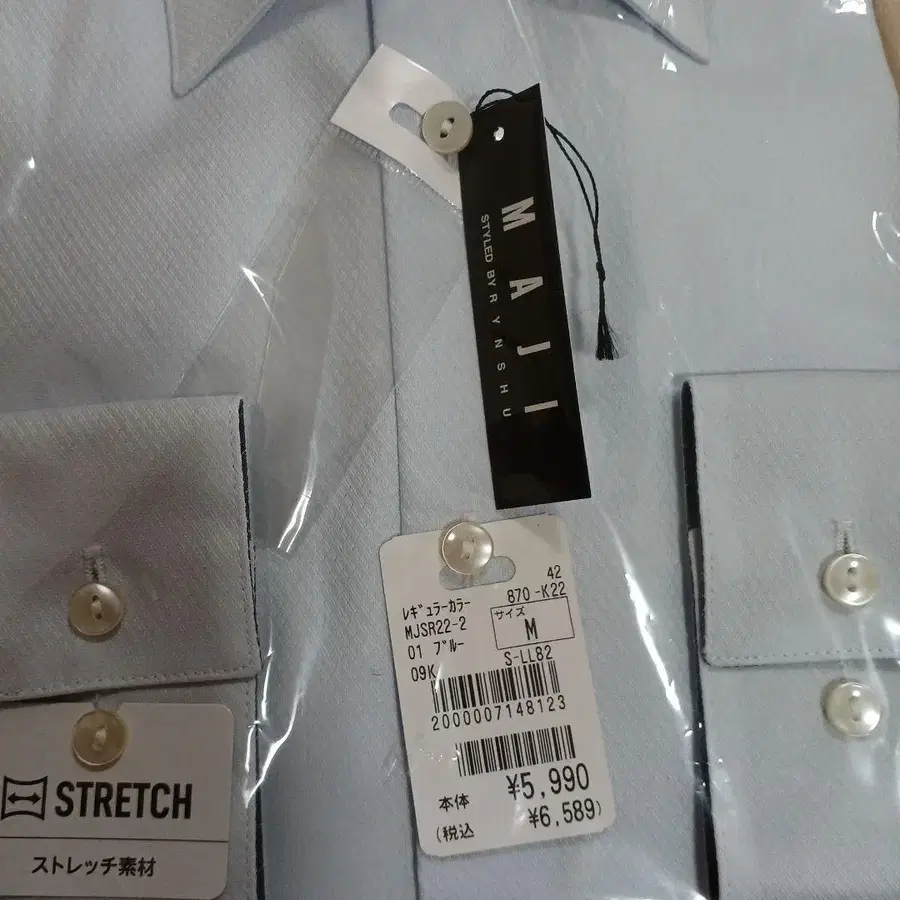 MAJI
STYLED BY RYNSHU
42
870-K22
レギュラーカラー
サイズ
MJSR22-2
M
01 ブルー
S-LL82
09K
2000007148123
本体 ¥5,990
(税込 ¥6,589)
STRETCH
ストレッチ素材